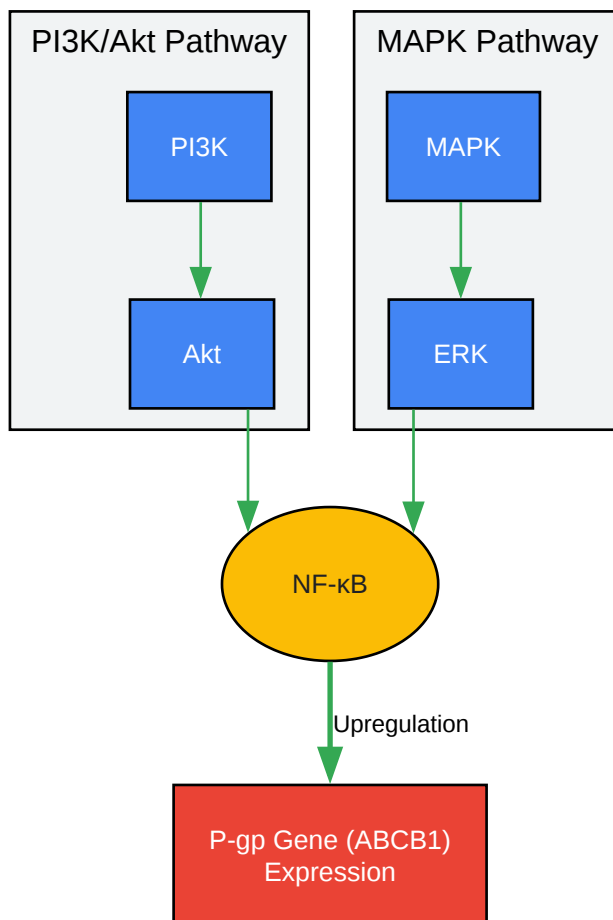 PI3K/Akt Pathway
MAPK Pathway
PI3K
MAPK
Akt
ERK
NF-κB
Upregulation
P-gp Gene (ABCB1)
Expression